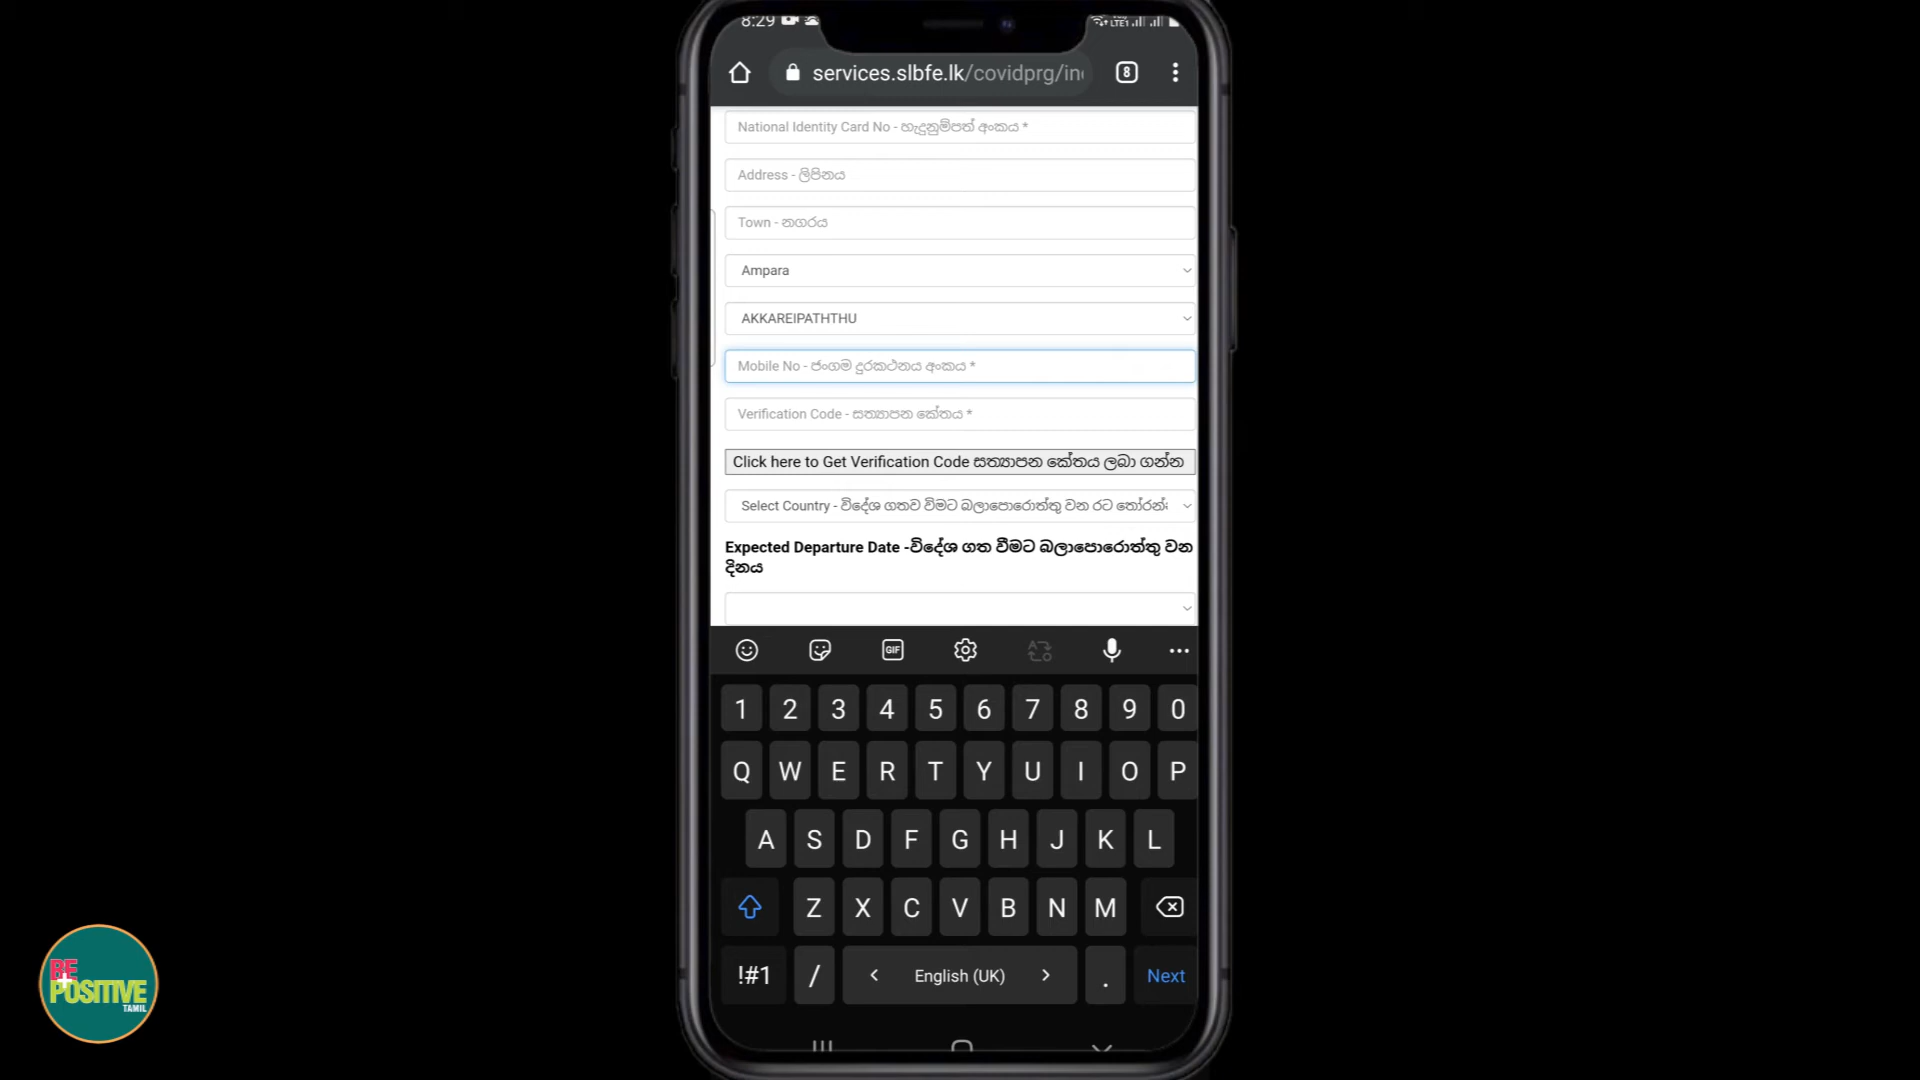 8:29
LTE1
services.slbfe.lk/covidprg/in
8
National Identity Card No - හැඳුනුම්පත් අංකය *
Address - ලිපිනය
Town - නගරය
Ampara
AKKAREIPATHTHU
Mobile No - ජංගම දුරකථනය අංකය *
Verification Code - සත්‍යාපන කේතය *
Click here to Get Verification Code සත්‍යාපන කේතය ලබා ගන්න
Select Country - විදේශ ගතව විමට බලාපොරොත්තු වන රට
Expected Departure Date -විදේශ ගත වීමට බලාපොරොත්තු වන
දිනය
GIF
1 2 3 4 5 6 7 8 9 0
Q W E R T Y U I O P
A S D F G H J K L
Z X C V B N M
!#1 / < English (UK) > . Next
BE
POSITIVE
TAMIL